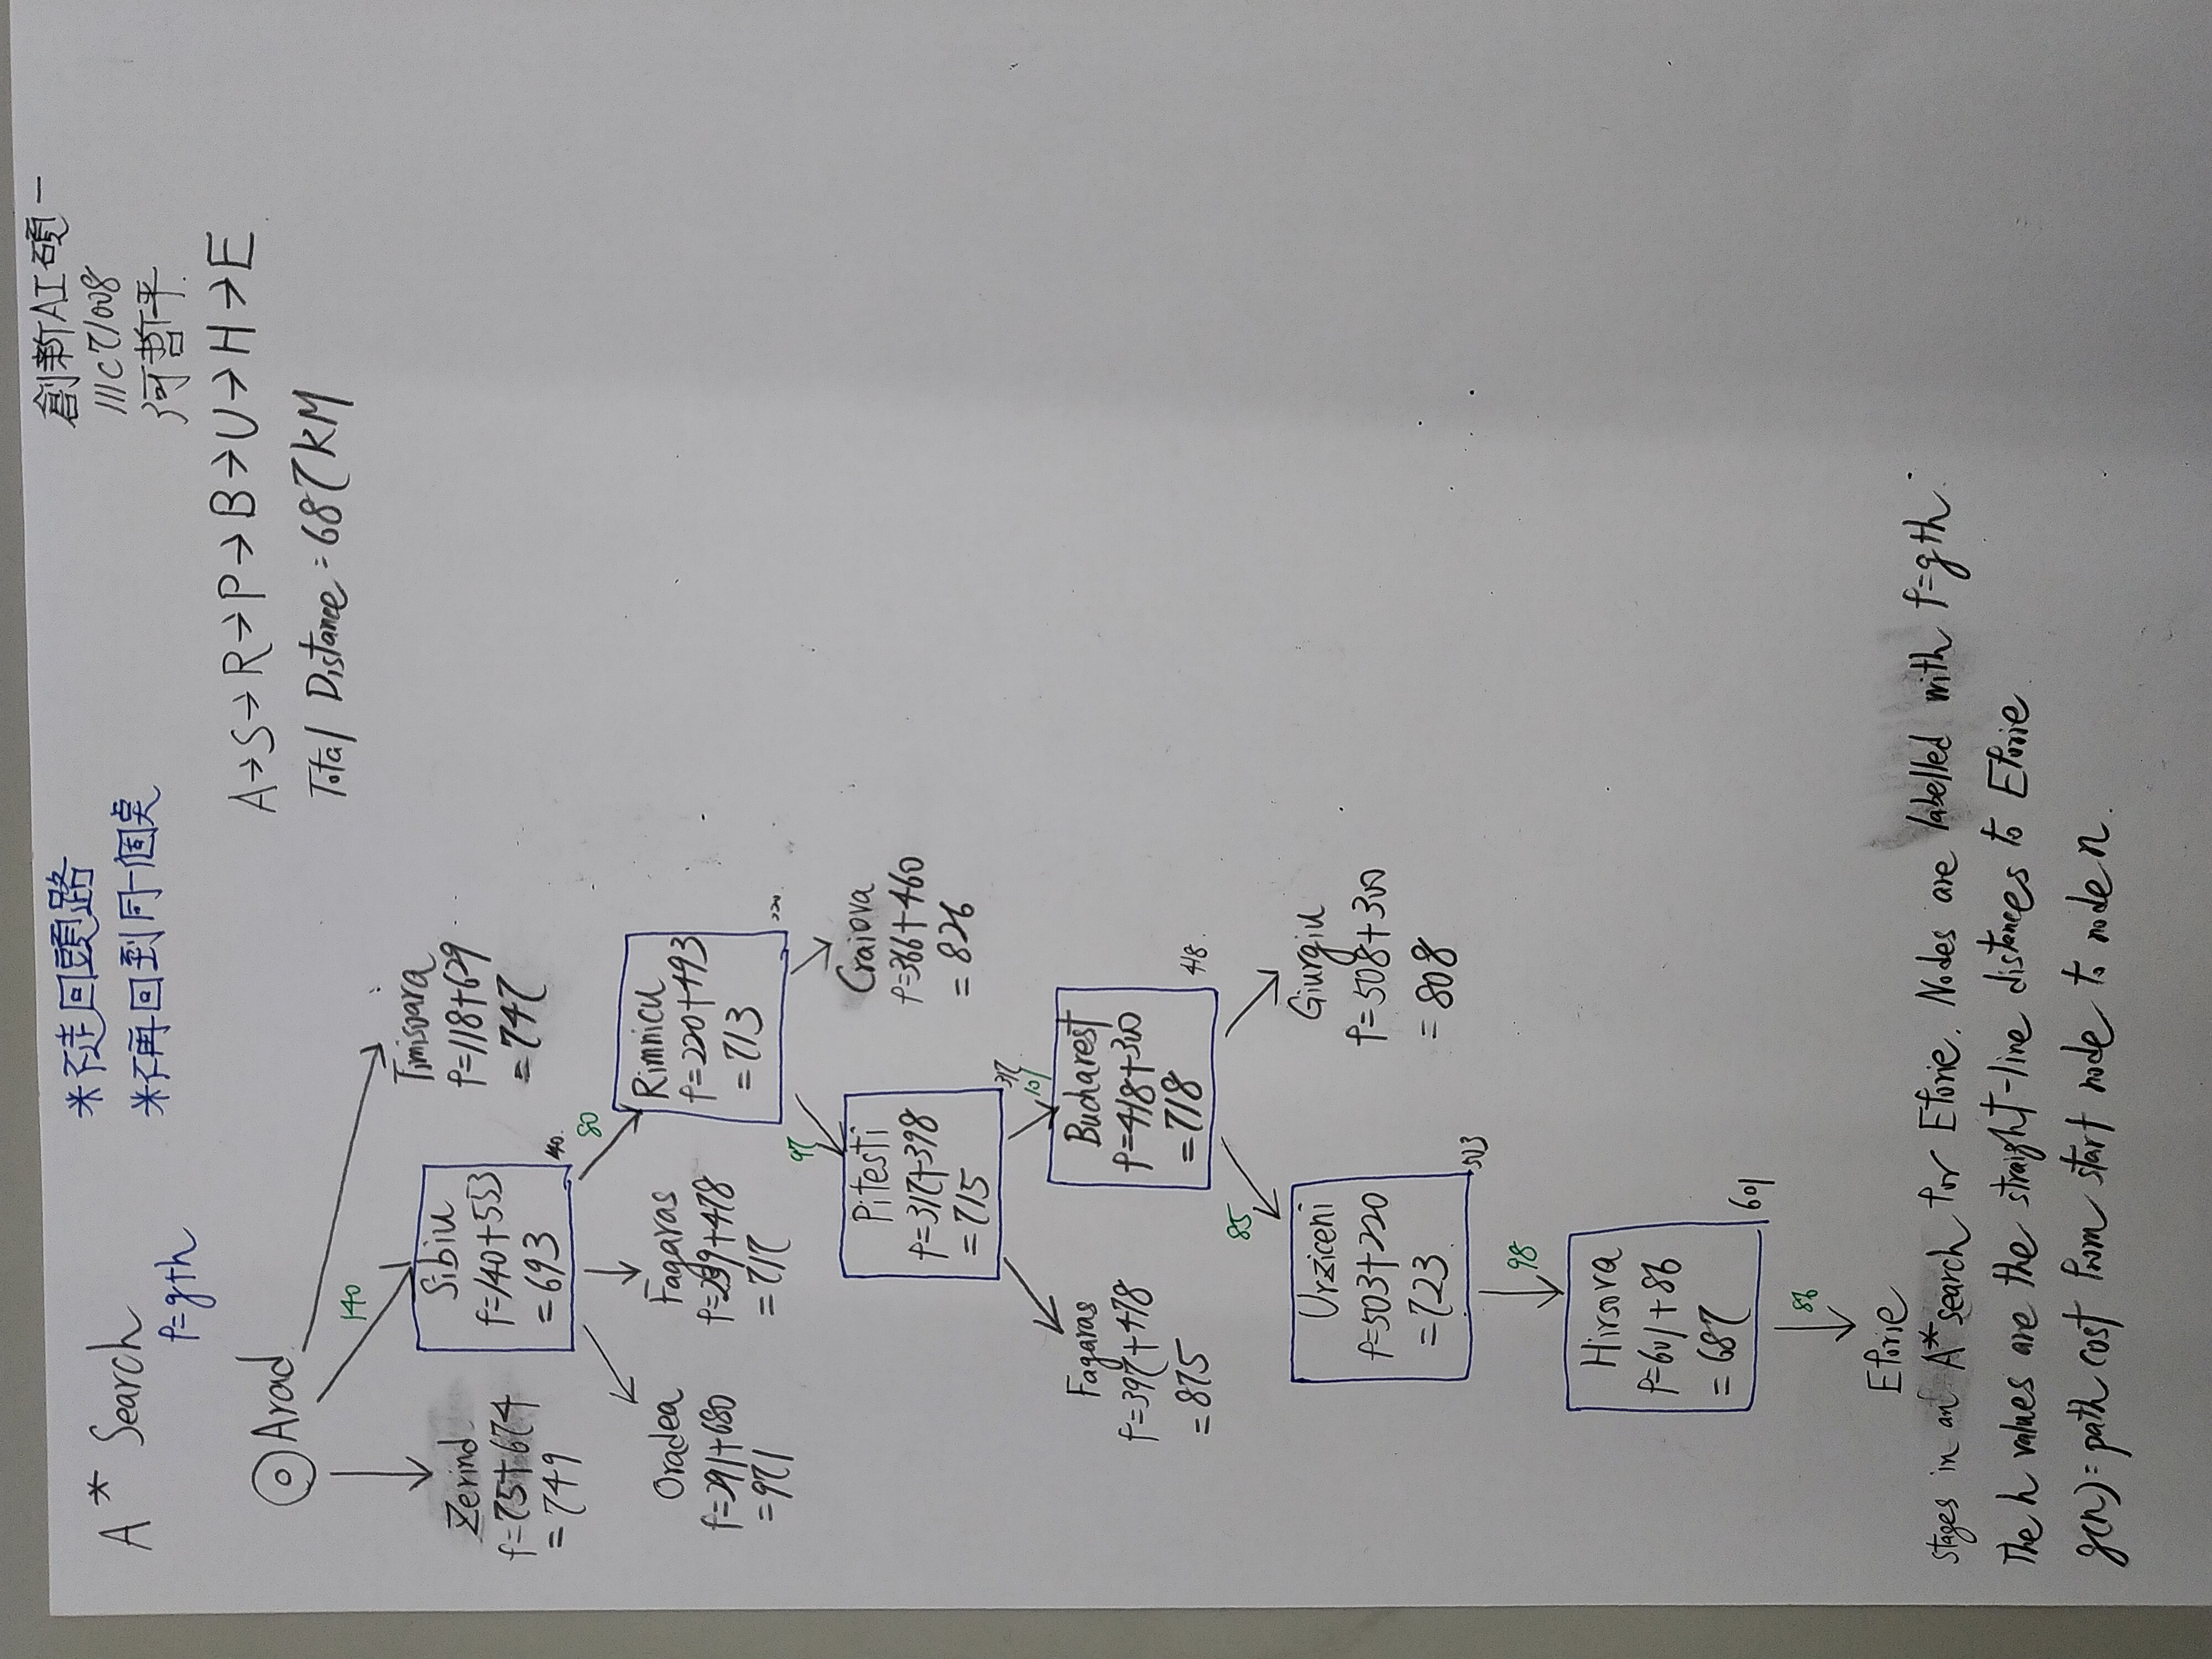 A* Search
f=g+h
*不走回頭路
*不再回到同一個點
創新AI碩一
111C71008
何哲平
A→S→R→P→B→U→H→E
Total Distance=687KM
Arad
140
Zerind
f=75+674
=749
Sibiu
f=140+553
=693
140
Timisoara
f=118+629
=747
80
Oradea
f=291+680
=971
Fagaras
f=239+478
=717
Rimnicu
f=220+493
=713
220
97
Pitesti
f=317+398
=715
317
Craiova
f=366+460
=826
101
Fagaras
f=397+478
=875
Bucharest
f=418+300
=718
418
85
Urziceni
f=503+220
=723
503
Giurgiu
f=508+300
=808
98
Hirsova
f=601+86
=687
601
86
Eforie
stages in an A* search for Eforie. Nodes are labelled with f=g+h.
The h values are the straight-line distances to Eforie
g(n)=path cost from start node to node n.